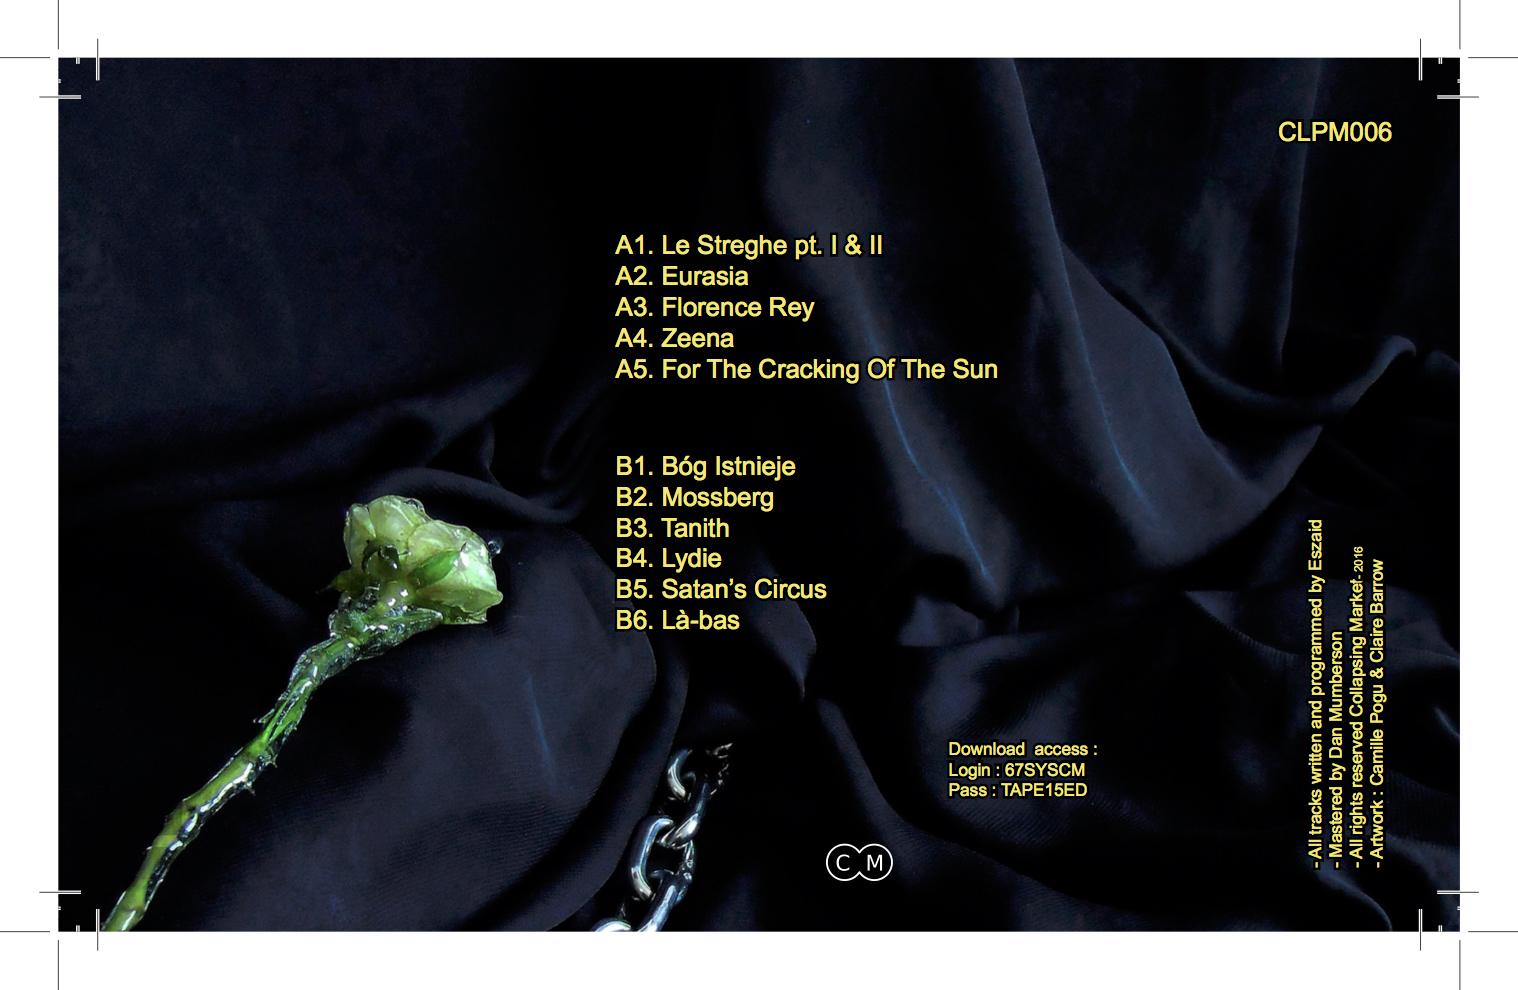 CLPM006
A1. Le Streghe pt. I & II
A2. Eurasia
A3. Florence Rey
A4. Zeena
A5. For The Cracking Of The Sun
B1. Bóg Istnieje
B2. Mossberg
B3. Tanith
B4. Lydie
B5. Satan’s Circus
B6. Là-bas
Download access :
Login : 67SYSCM
Pass : TAPE15ED
CM
-All tracks written and programmed by Eszaid
- Mastered by Dan Mumberson
- All rights reserved Collapsing Market- 2016
- Artwork : Camille Pogu & Claire Barrow